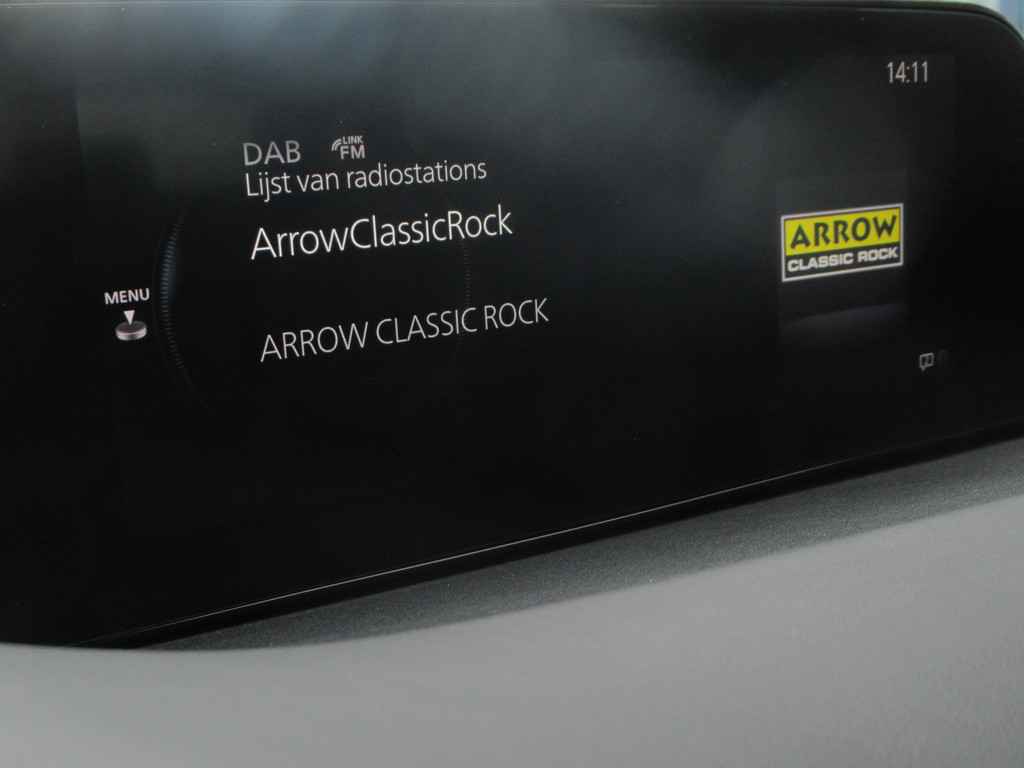 14:11
DAB LINK FM
Lijst van radiostations
ArrowClassicRock
MENU
ARROW CLASSIC ROCK
ARROW
CLASSIC ROCK